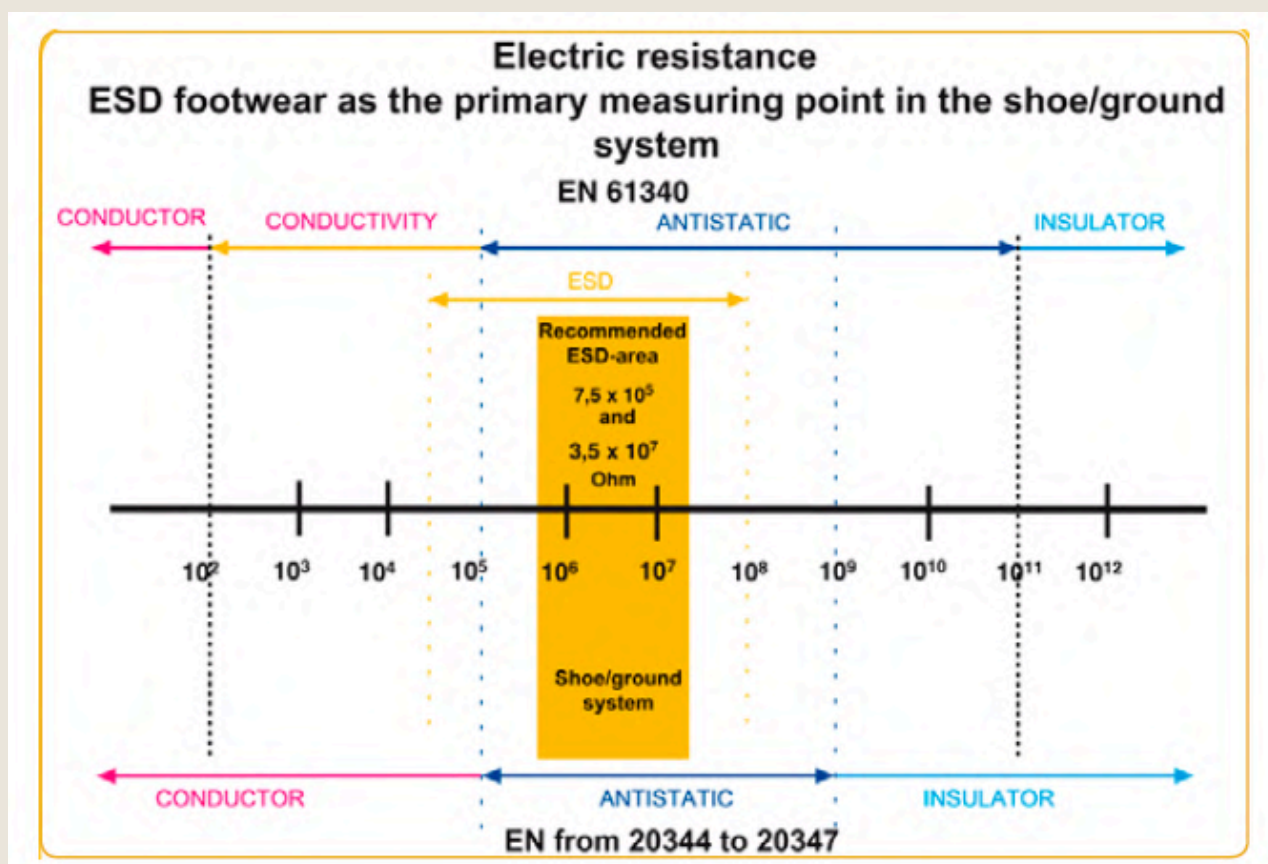 Electric resistance
ESD footwear as the primary measuring point in the shoe/ground
system
EN 61340
CONDUCTOR CONDUCTIVITY ANTISTATIC INSULATOR
ESD
Recommended
ESD-area
7,5 x 10⁵
and
3,5 x 10⁷
Ohm
10² 10³ 10⁴ 10⁵ 10⁶ 10⁷ 10⁸ 10⁹ 10¹⁰ 10¹¹ 10¹²
Shoe/ground
system
CONDUCTOR ANTISTATIC INSULATOR
EN from 20344 to 20347